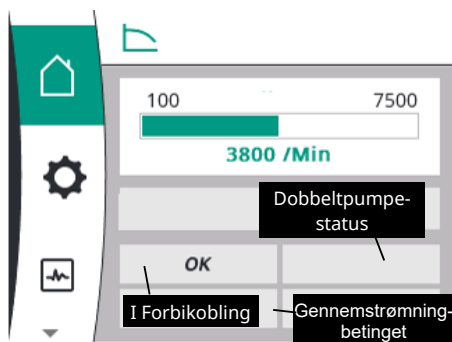 100 7500
3800 /Min
Dobbeltpumpe-
status
OK
I Forbikobling
Gennemstrømning-
betinget